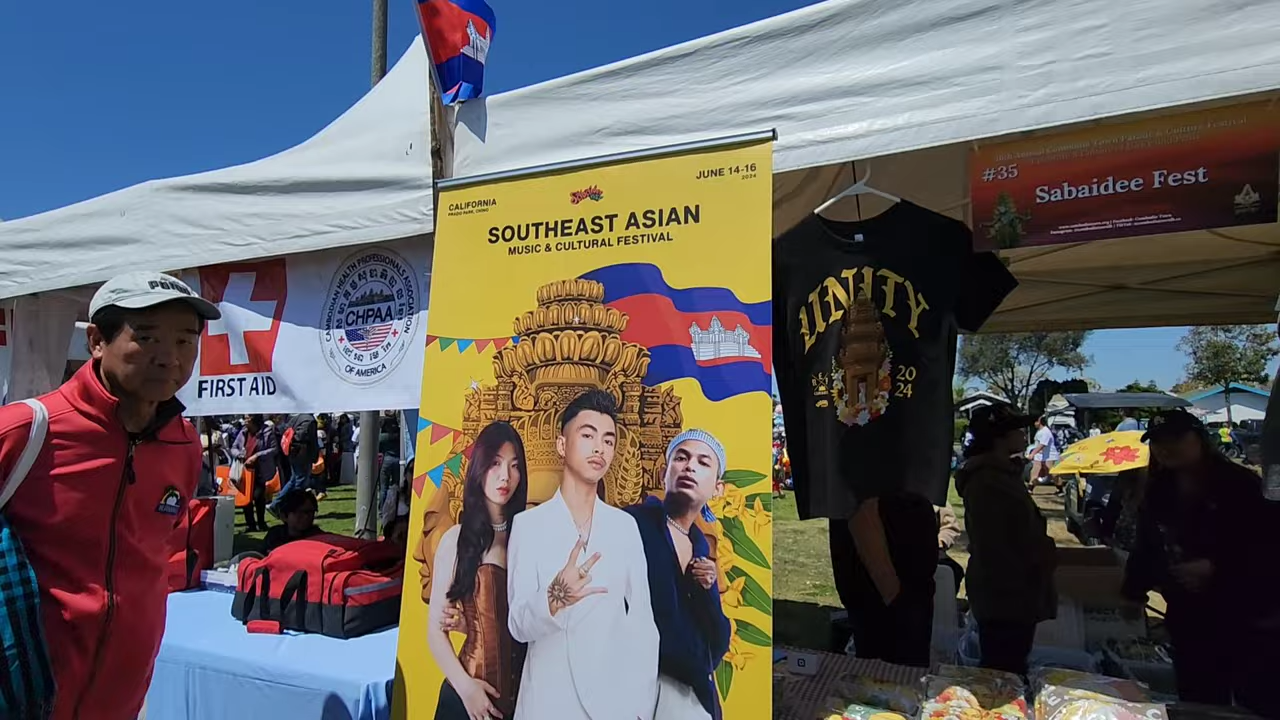 CALIFORNIA
PRADO PARK, CHINO
JUNE 14-16
2024
SOUTHEAST ASIAN
MUSIC & CULTURAL FESTIVAL
#35
Sabaidee Fest
UNITY
20
24
FIRST AID
CAMBODIAN HEALTH PROFESSIONALS ASSOCIATION
CHPAA
OF AMERICA